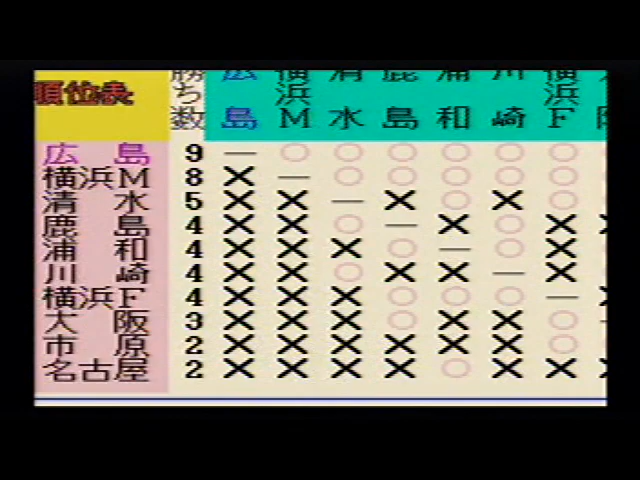 順位表 勝ち数 広島 横浜M 清水 鹿島 浦和 川崎 横浜F
広島 9 — ○ ○ ○ ○ ○ ○
横浜M 8 × — ○ ○ ○ ○ ○
清水 5 × × — × ○ × ○
鹿島 4 × × ○ — × ○ × ×
浦和 4 × × × ○ — ○ ×
川崎 4 × × ○ × × — × ×
横浜F 4 × × × ○ ○ ○ — ×
大阪 3 × × × ○ × × ○ —
市原 2 × × × × × × ○
名古屋 2 × × × × ○ × × ×